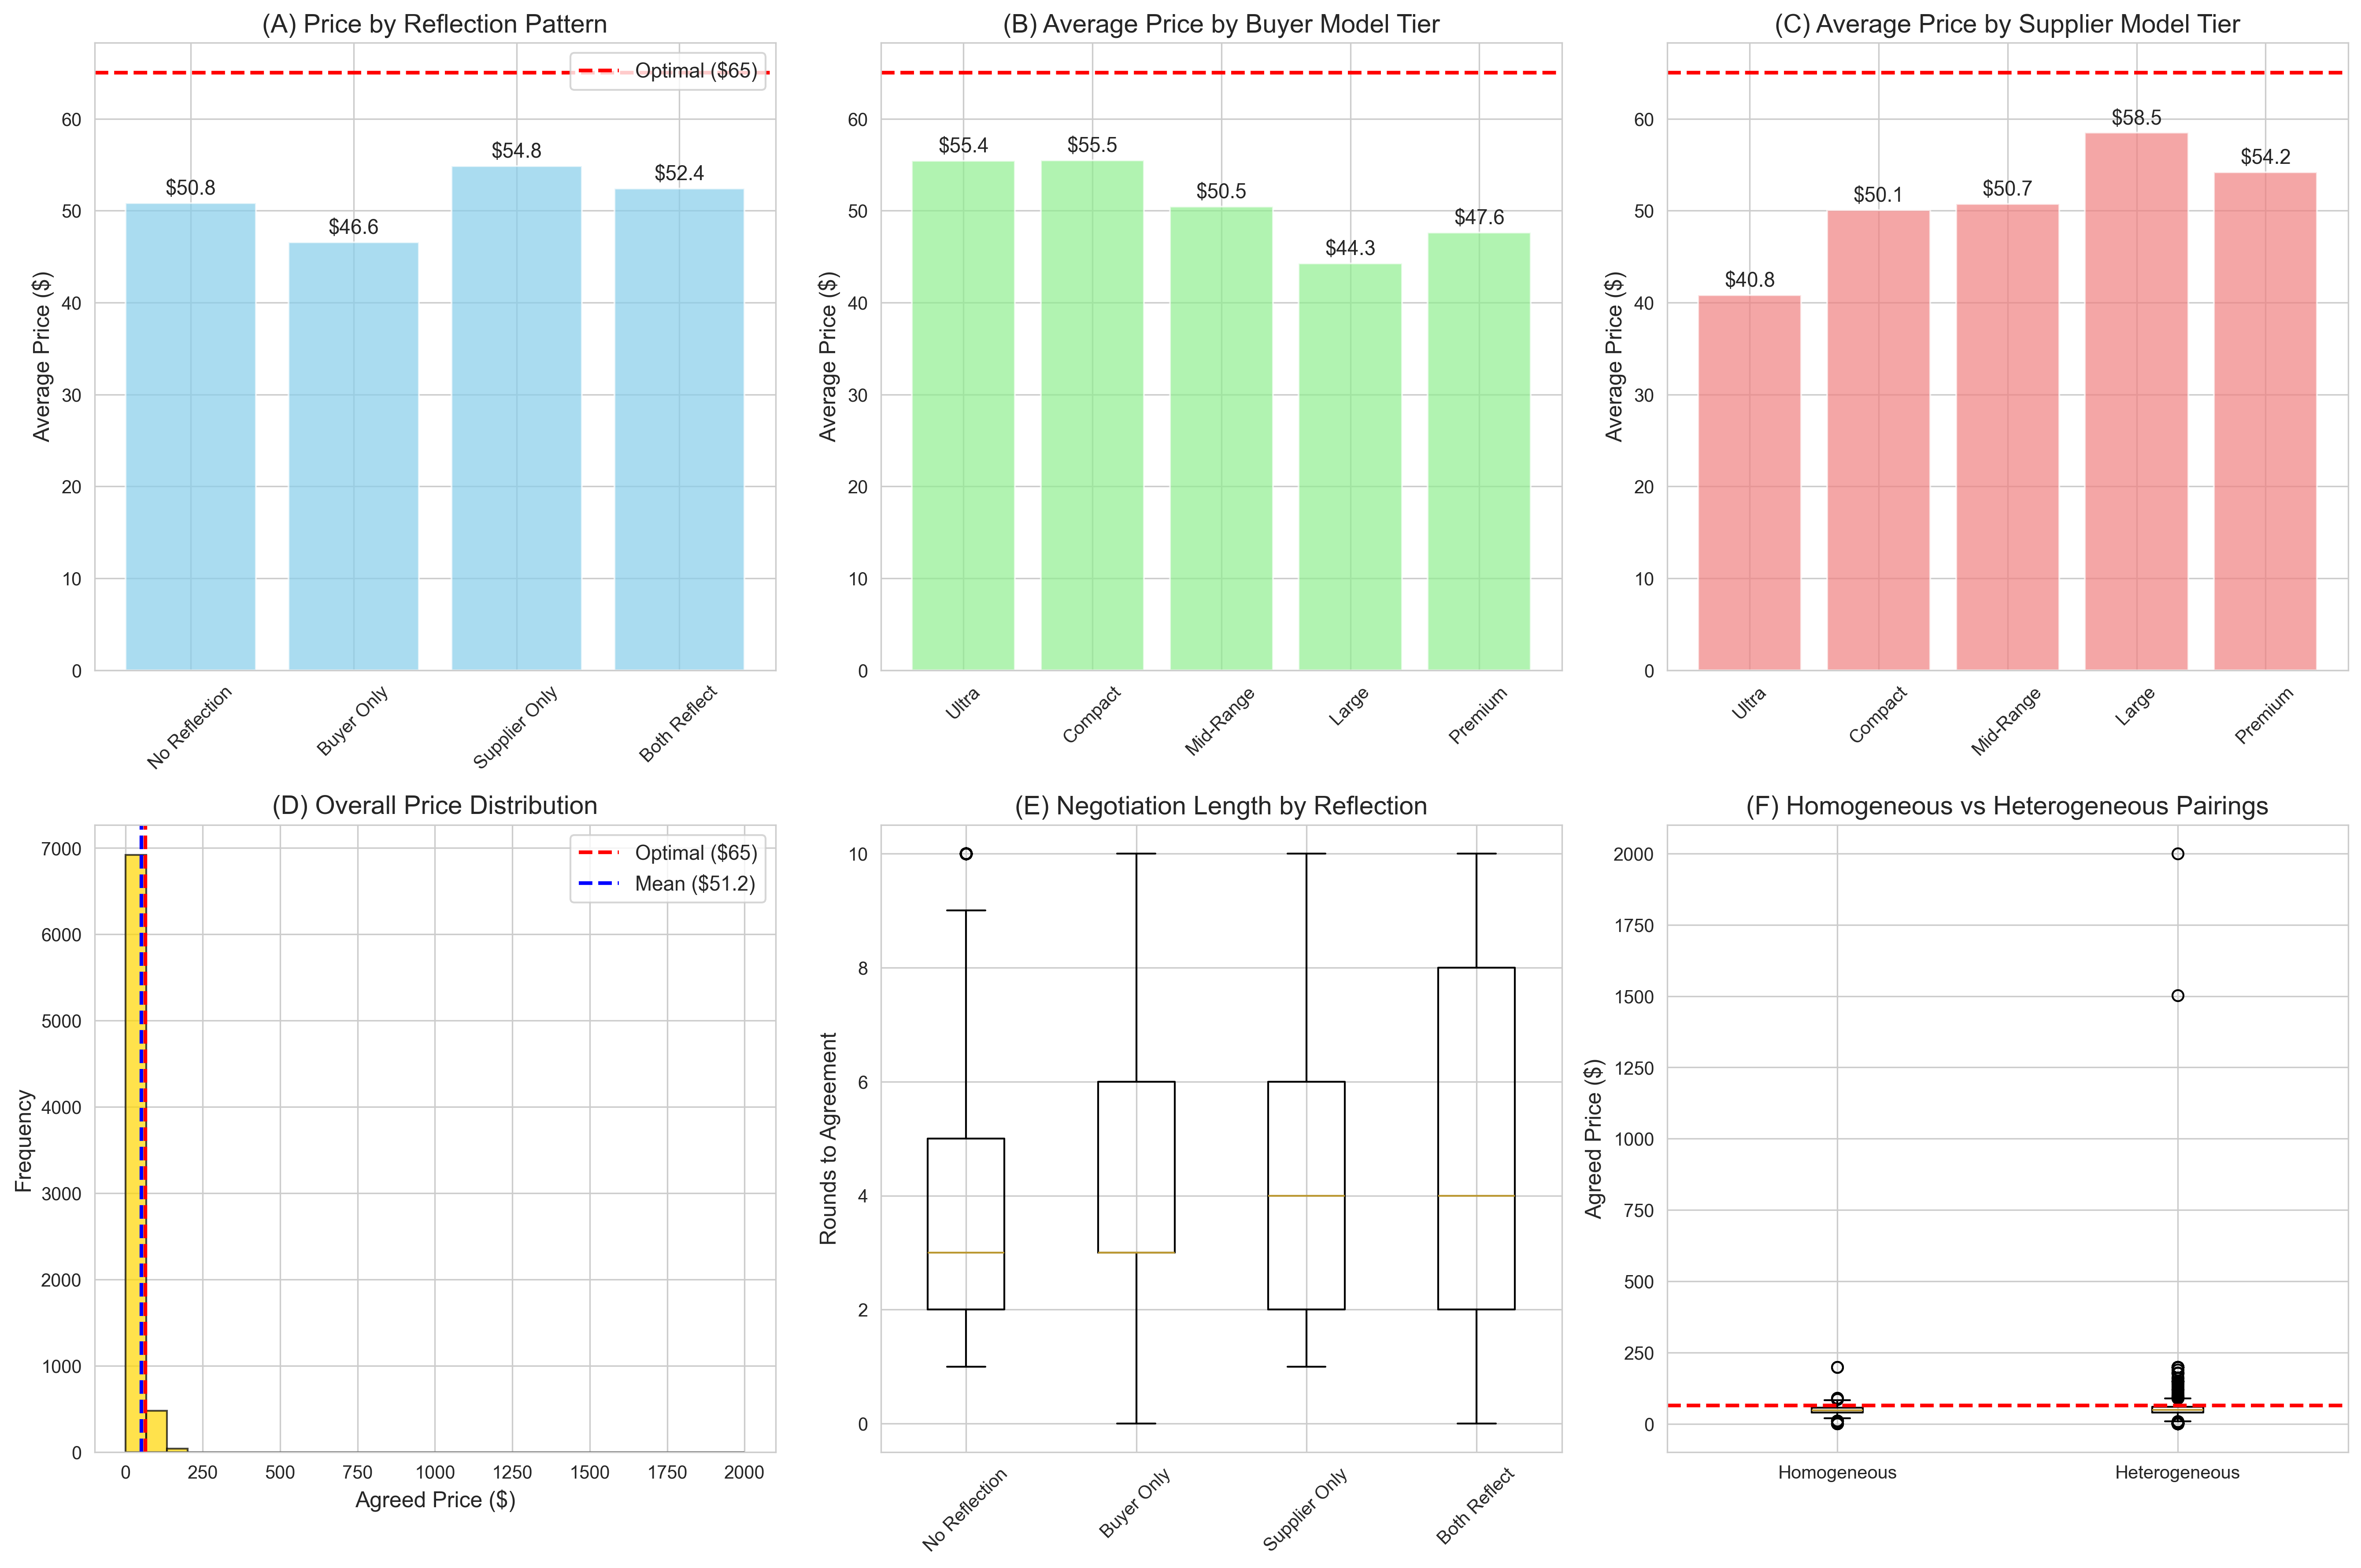 (A) Price by Reflection Pattern
Optimal ($65)
Average Price ($)
60
50
40
30
20
10
0
$50.8
$46.6
$54.8
$52.4
No Reflection
Buyer Only
Supplier Only
Both Reflect
(B) Average Price by Buyer Model Tier
Average Price ($)
60
50
40
30
20
10
0
$55.4
$55.5
$50.5
$44.3
$47.6
Ultra
Compact
Mid-Range
Large
Premium
(C) Average Price by Supplier Model Tier
Average Price ($)
60
50
40
30
20
10
0
$40.8
$50.1
$50.7
$58.5
$54.2
Ultra
Compact
Mid-Range
Large
Premium
(D) Overall Price Distribution
Optimal ($65)
Mean ($51.2)
Frequency
7000
6000
5000
4000
3000
2000
1000
0
0
250
500
750
1000
1250
1500
1750
2000
Agreed Price ($)
(E) Negotiation Length by Reflection
Rounds to Agreement
10
8
6
4
2
0
No Reflection
Buyer Only
Supplier Only
Both Reflect
(F) Homogeneous vs Heterogeneous Pairings
Agreed Price ($)
2000
1750
1500
1250
1000
750
500
250
0
Homogeneous
Heterogeneous